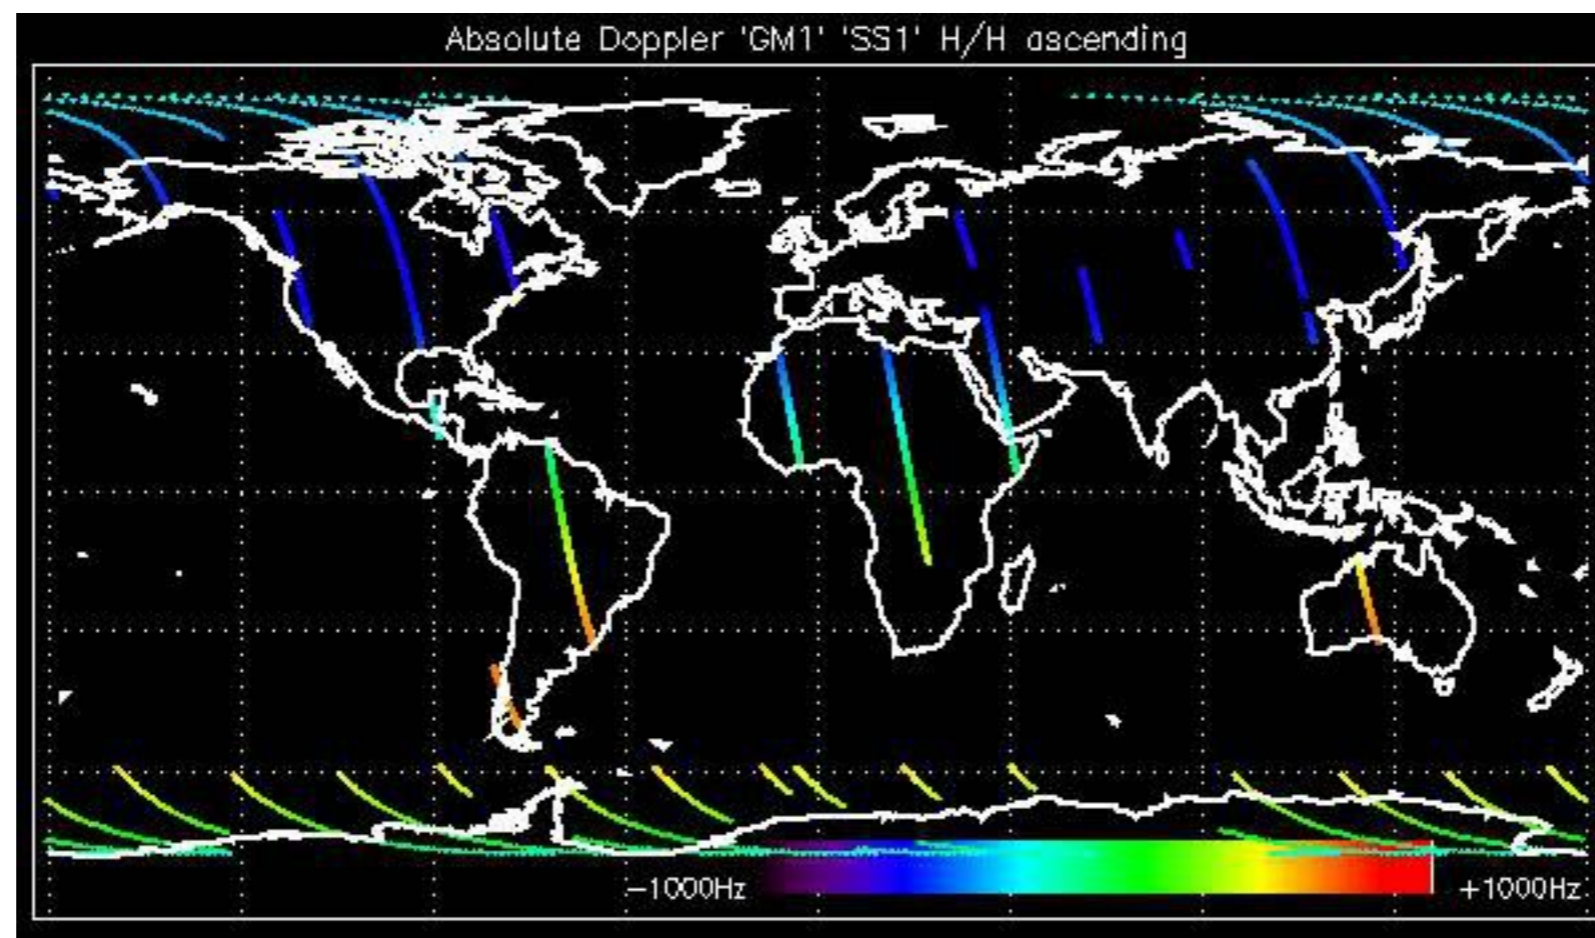 Absolute Doppler 'GM1' 'SS1' H/H ascending
-1000Hz +1000Hz